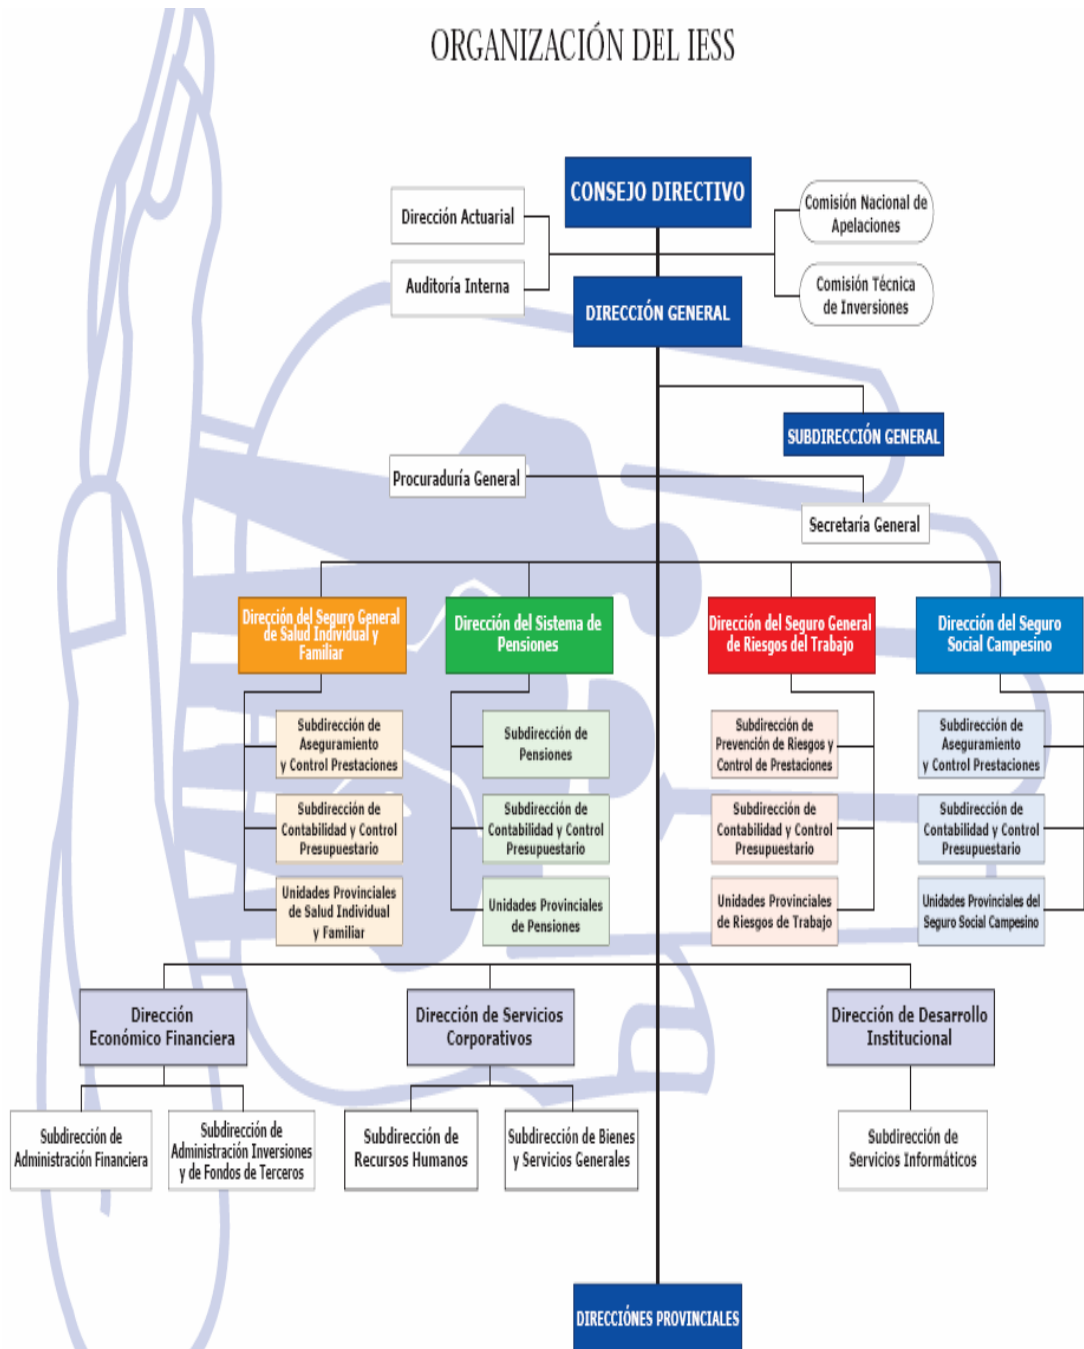 ORGANIZACIÓN DEL IESS
CONSEJO DIRECTIVO
Dirección Actuarial
Comisión Nacional de
Apelaciones
Auditoría Interna
Comisión Técnica
de Inversiones
DIRECCIÓN GENERAL
SUBDIRECCIÓN GENERAL
Procuraduría General
Secretaría General
Dirección del Seguro General
de Salud Individual y
Familiar
Dirección del Sistema de
Pensiones
Dirección del Seguro General
de Riesgos del Trabajo
Dirección del Seguro
Social Campesino
Subdirección de
Aseguramiento
y Control Prestaciones
Subdirección de
Pensiones
Subdirección de
Prevención de Riesgos y
Control de Prestaciones
Subdirección de
Aseguramiento
y Control Prestaciones
Subdirección de
Contabilidad y Control
Presupuestario
Subdirección de
Contabilidad y Control
Presupuestario
Subdirección de
Contabilidad y Control
Presupuestario
Subdirección de
Contabilidad y Control
Presupuestario
Unidades Provinciales
de Salud Individual
y Familiar
Unidades Provinciales
de Pensiones
Unidades Provinciales
de Riesgos de Trabajo
Unidades Provinciales del
Seguro Social Campesino
Dirección
Económico Financiera
Dirección de Servicios
Corporativos
Dirección de Desarrollo
Institucional
Subdirección de
Administración Financiera
Subdirección de
Administración Inversiones
y de Fondos de Terceros
Subdirección de
Recursos Humanos
Subdirección de Bienes
y Servicios Generales
Subdirección de
Servicios Informáticos
DIRECCIÓNES PROVINCIALES